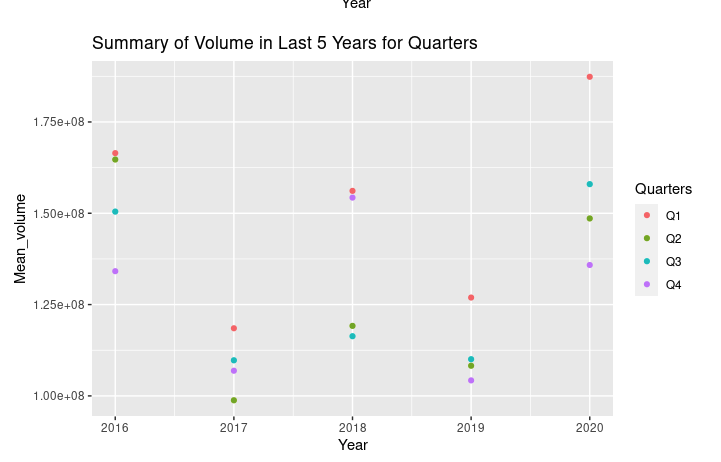 Year
Summary of Volume in Last 5 Years for Quarters
Mean_volume
1.75e+08
1.50e+08
1.25e+08
1.00e+08
2016 2017 2018 2019 2020
Year
Quarters
Q1
Q2
Q3
Q4